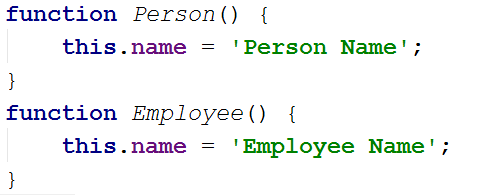 function Person() {
    this.name = 'Person Name';
}
function Employee() {
    this.name = 'Employee Name';
}